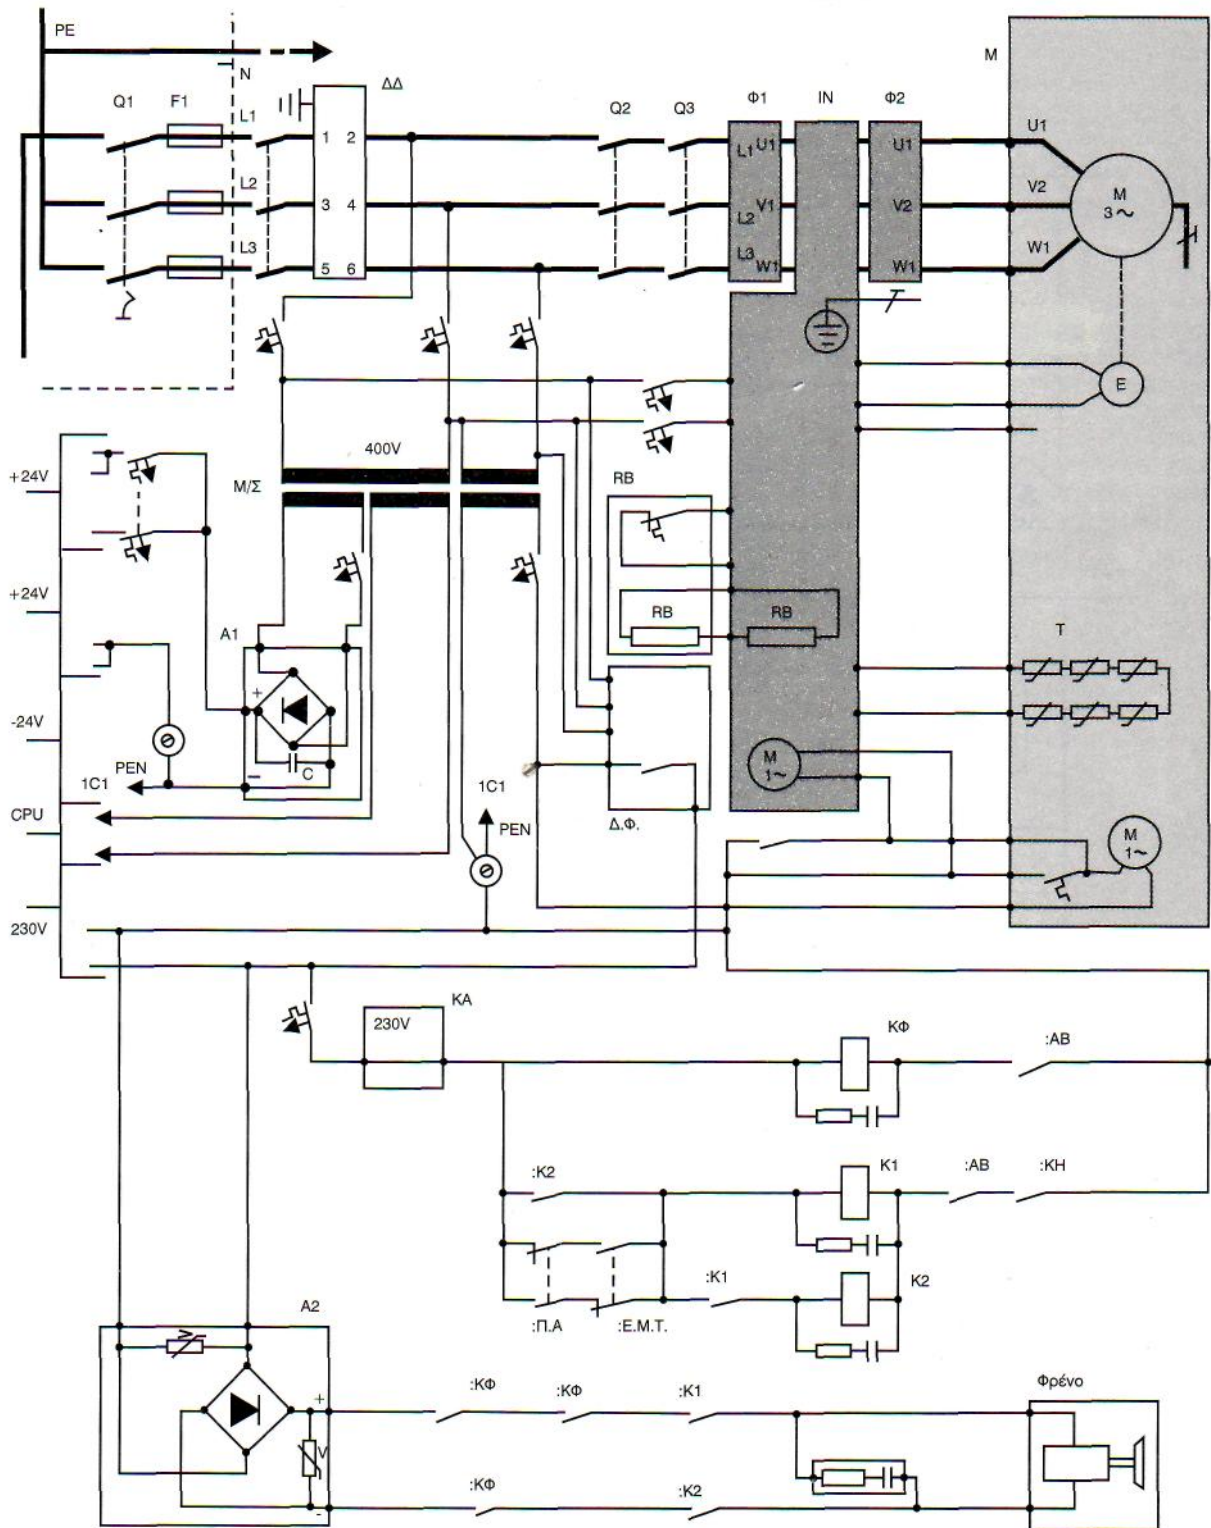 PE
N
ΔΔ
M
Q1 F1 L1 Q2 Q3 Φ1 IN Φ2
1 2 L1 U1 U1 U1
L2
3 4 L2 V1 V2 V2
M
3~
L3
5 6 L3 W1 W1 W1
E
400V
M/Σ
RB
+24V
+24V
RB RB
T
A1
+
-24V
M
1~
PEN
1C1
−
C
1C1
PEN
CPU
Δ.Φ.
M
1~
230V
KA
230V
KΦ
:AB
:K2
K1
:AB
:KH
:K1
K2
:Π.Α
:Ε.Μ.Τ.
A2
+
V
-
:KΦ
:KΦ
:K1
Φρένο
:KΦ
:K2